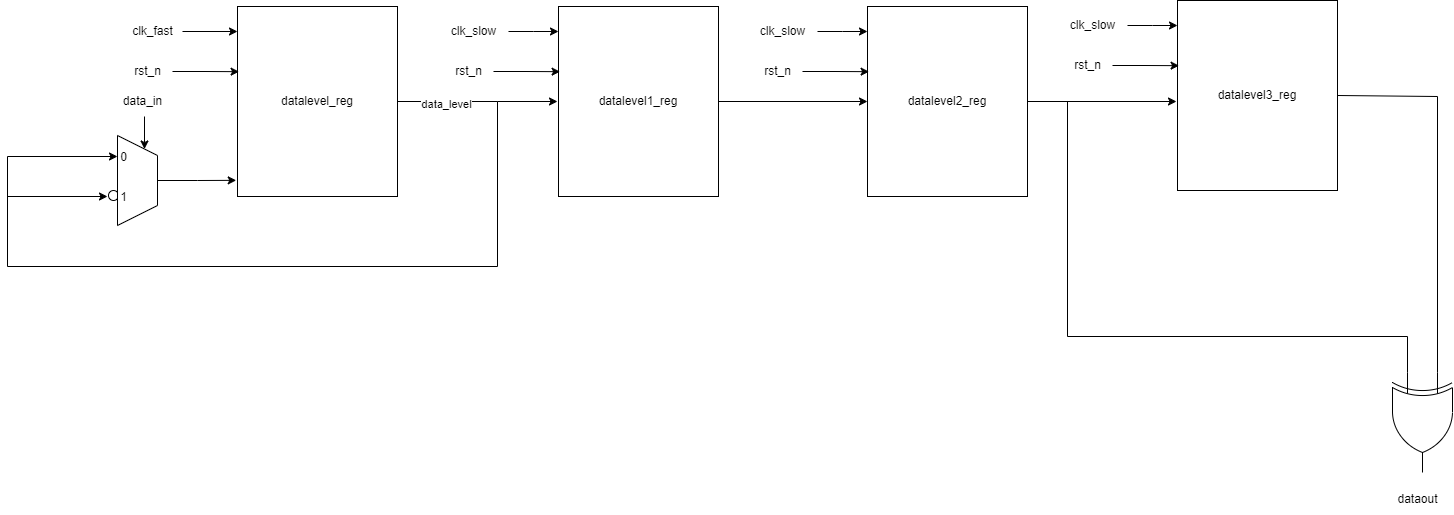 clk_fast
rst_n
data_in
0
1
datalevel_reg
data_level
clk_slow
rst_n
datalevel1_reg
clk_slow
rst_n
datalevel2_reg
clk_slow
rst_n
datalevel3_reg
dataout